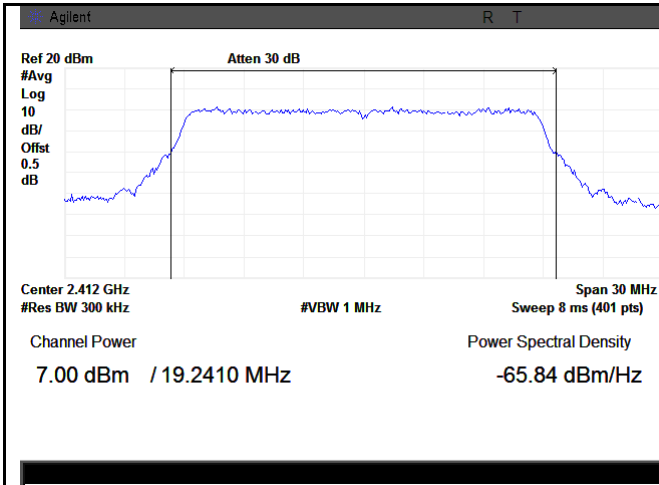 Agilent R T
Ref 20 dBm Atten 30 dB
#Avg
Log
10
dB/
Offst
0.5
dB
Center 2.412 GHz Span 30 MHz
#Res BW 300 kHz #VBW 1 MHz Sweep 8 ms (401 pts)
Channel Power Power Spectral Density
7.00 dBm / 19.2410 MHz -65.84 dBm/Hz